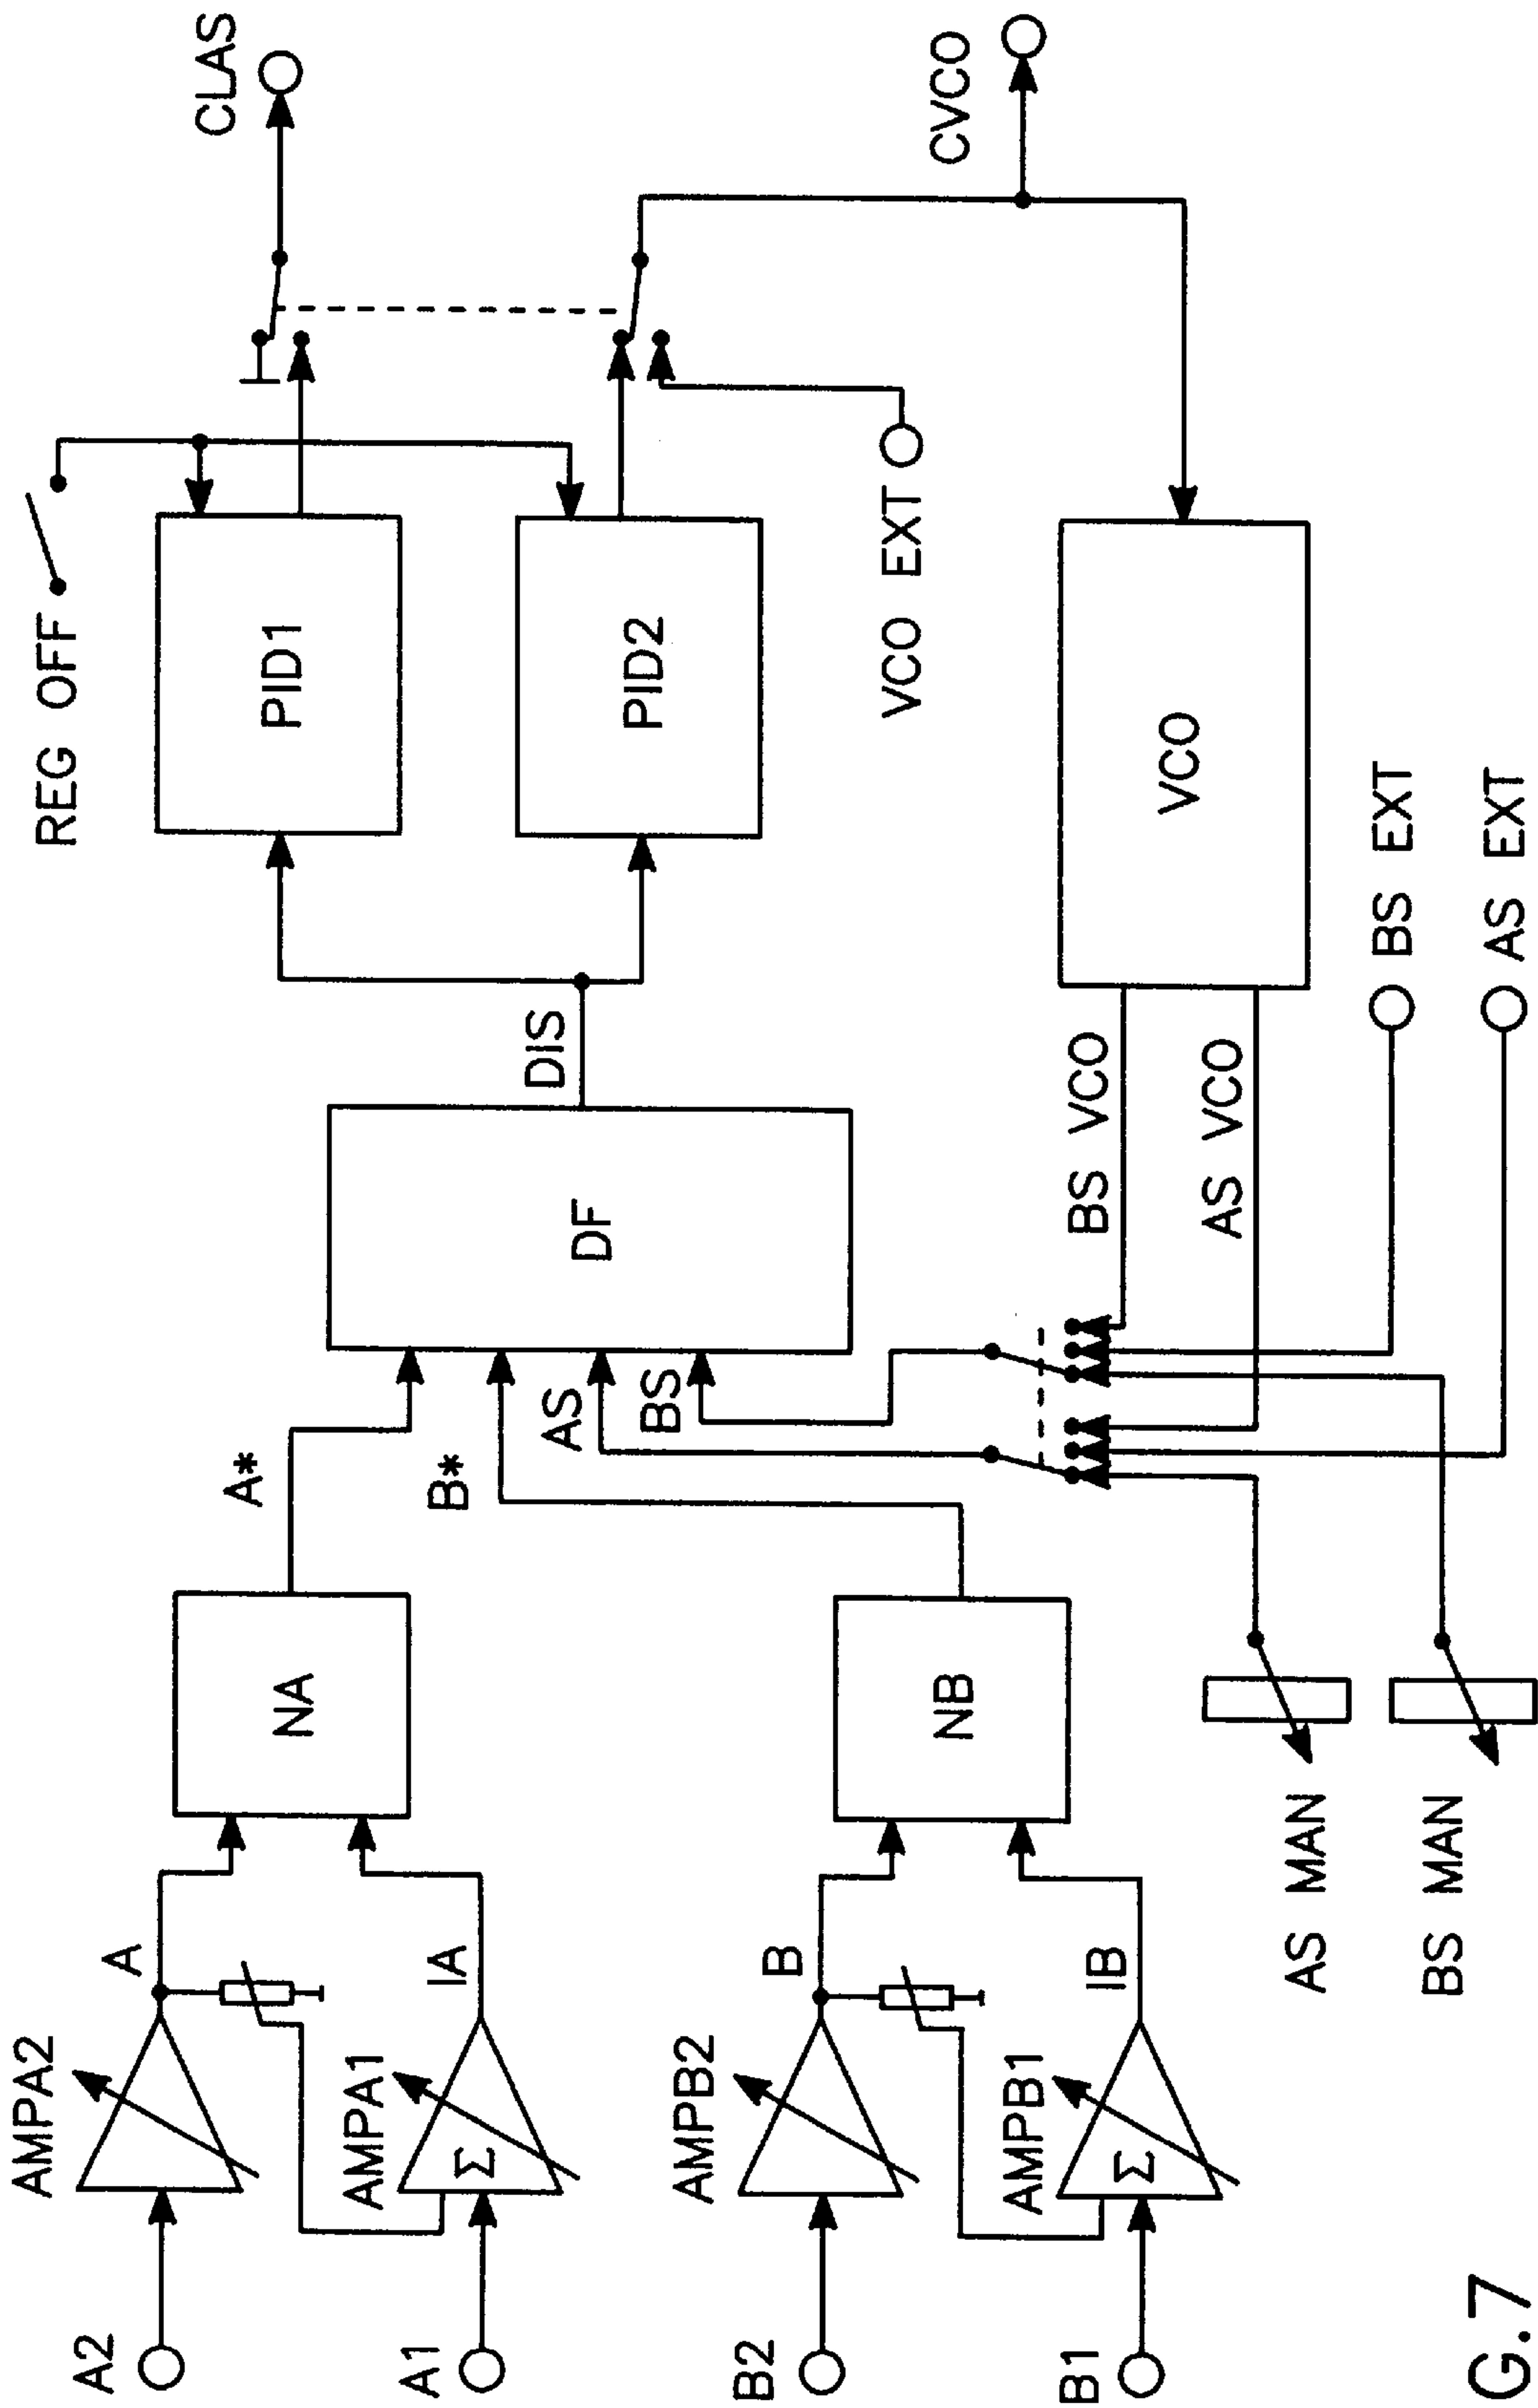 A2
AMPA2
A
A1
AMPA1
Σ
IA
NA
A*
B2
AMPB2
B
B1
AMPB1
Σ
IB
NB
B*
AS
BS
DF
DIS
REG OFF
PID1
PID2
CLAS
VCO EXT
CVCO
VCO
BS VCO
AS VCO
BS EXT
AS EXT
AS MAN
BS MAN
G.7